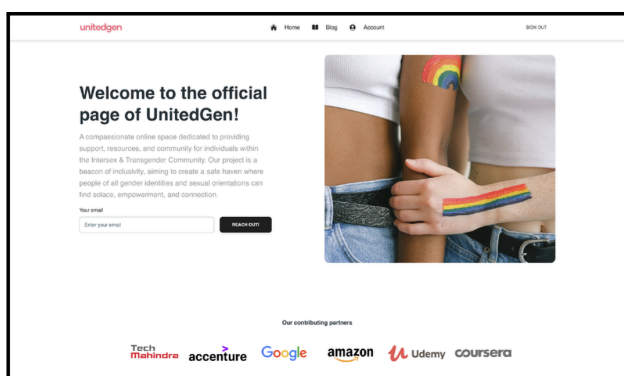 unitedgen
Home Blog Account SIGN OUT
Welcome to the official
page of UnitedGen!
A compassionate online space dedicated to providing
support, resources, and community for individuals within
the Intersex & Transgender Community. Our project is a
beacon of inclusivity, aiming to create a safe haven where
people of all gender identities and sexual orientations can
find solace, empowerment, and connection.
Your email
Enter your email
REACH OUT!
Our contributing partners
Tech
Mahindra
accenture
Google
amazon
Udemy
coursera